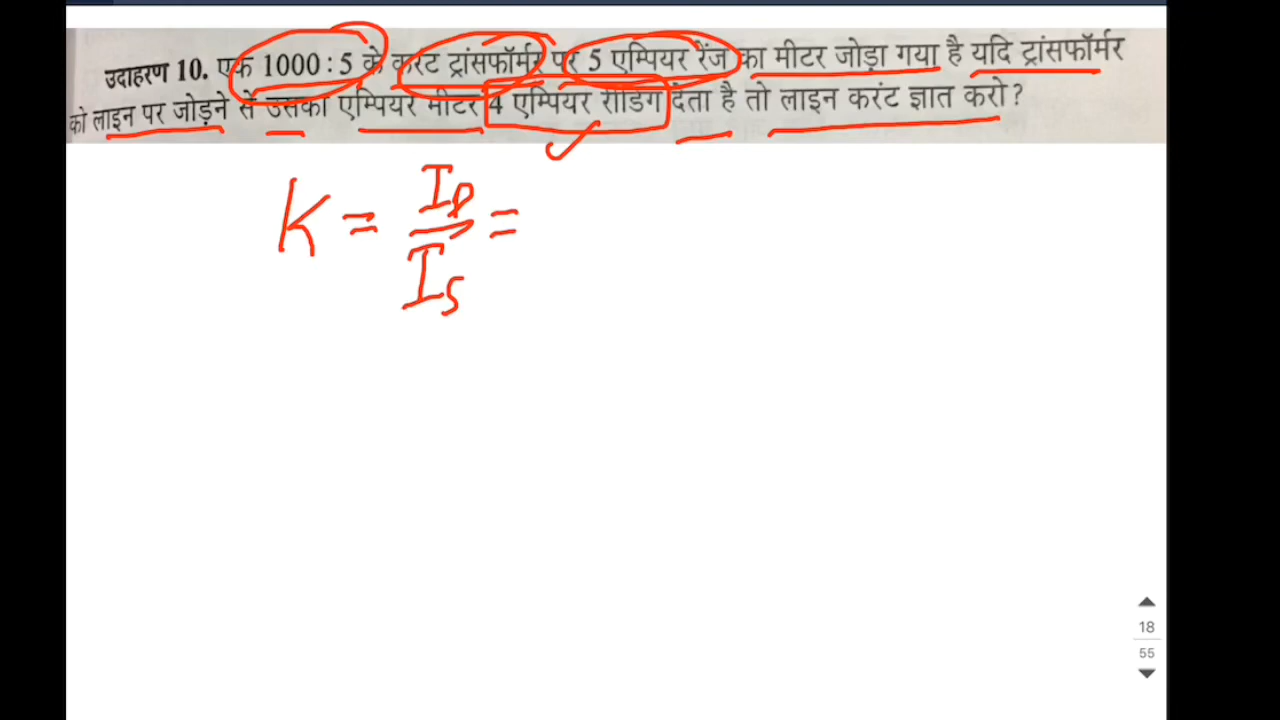 उदाहरण 10. एक 1000 : 5 के करंट ट्रांसफॉर्मर पर 5 एम्पियर रेंज का मीटर जोड़ा गया है यदि ट्रांसफॉर्मर
को लाइन पर जोड़ने से उसका एम्पियर मीटर 4 एम्पियर रीडिंग देता है तो लाइन करंट ज्ञात करो ?
K = Ip/Is =
18
55